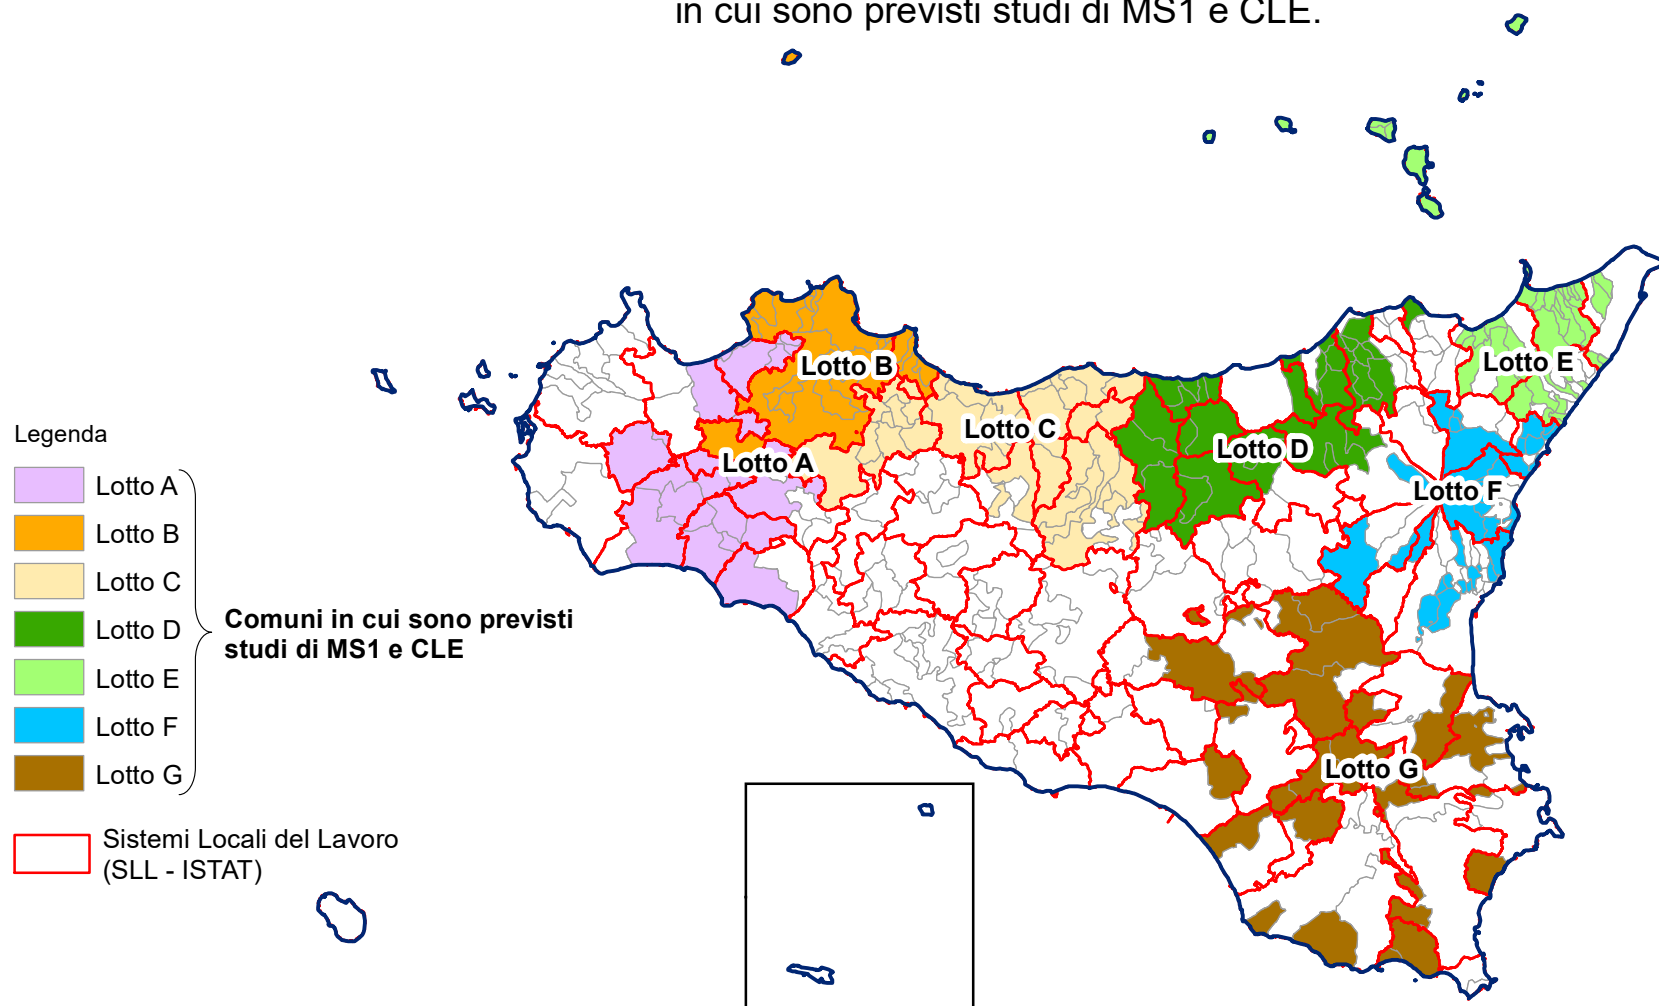 in cui sono previsti studi di MS1 e CLE.
Lotto B
Lotto E
Lotto C
Lotto D
Lotto A
Lotto F
Lotto G
Legenda
Lotto A
Lotto B
Lotto C
Lotto D
Lotto E
Lotto F
Lotto G
Comuni in cui sono previsti
studi di MS1 e CLE
Sistemi Locali del Lavoro
(SLL - ISTAT)